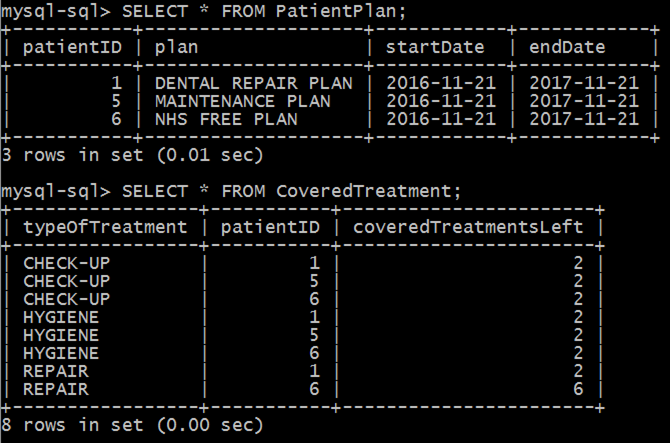 mysql-sql> SELECT * FROM PatientPlan;
+-----------+--------------------+------------+------------+
| patientID | plan               | startDate  | endDate    |
+-----------+--------------------+------------+------------+
|         1 | DENTAL REPAIR PLAN | 2016-11-21 | 2017-11-21 |
|         5 | MAINTENANCE PLAN   | 2016-11-21 | 2017-11-21 |
|         6 | NHS FREE PLAN      | 2016-11-21 | 2017-11-21 |
+-----------+--------------------+------------+------------+
3 rows in set (0.01 sec)

mysql-sql> SELECT * FROM CoveredTreatment;
+-----------------+-----------+-----------------------+
| typeOfTreatment | patientID | coveredTreatmentsLeft |
+-----------------+-----------+-----------------------+
| CHECK-UP        |         1 |                     2 |
| CHECK-UP        |         5 |                     2 |
| CHECK-UP        |         6 |                     2 |
| HYGIENE         |         1 |                     2 |
| HYGIENE         |         5 |                     2 |
| HYGIENE         |         6 |                     2 |
| REPAIR          |         1 |                     2 |
| REPAIR          |         6 |                     6 |
+-----------------+-----------+-----------------------+
8 rows in set (0.00 sec)